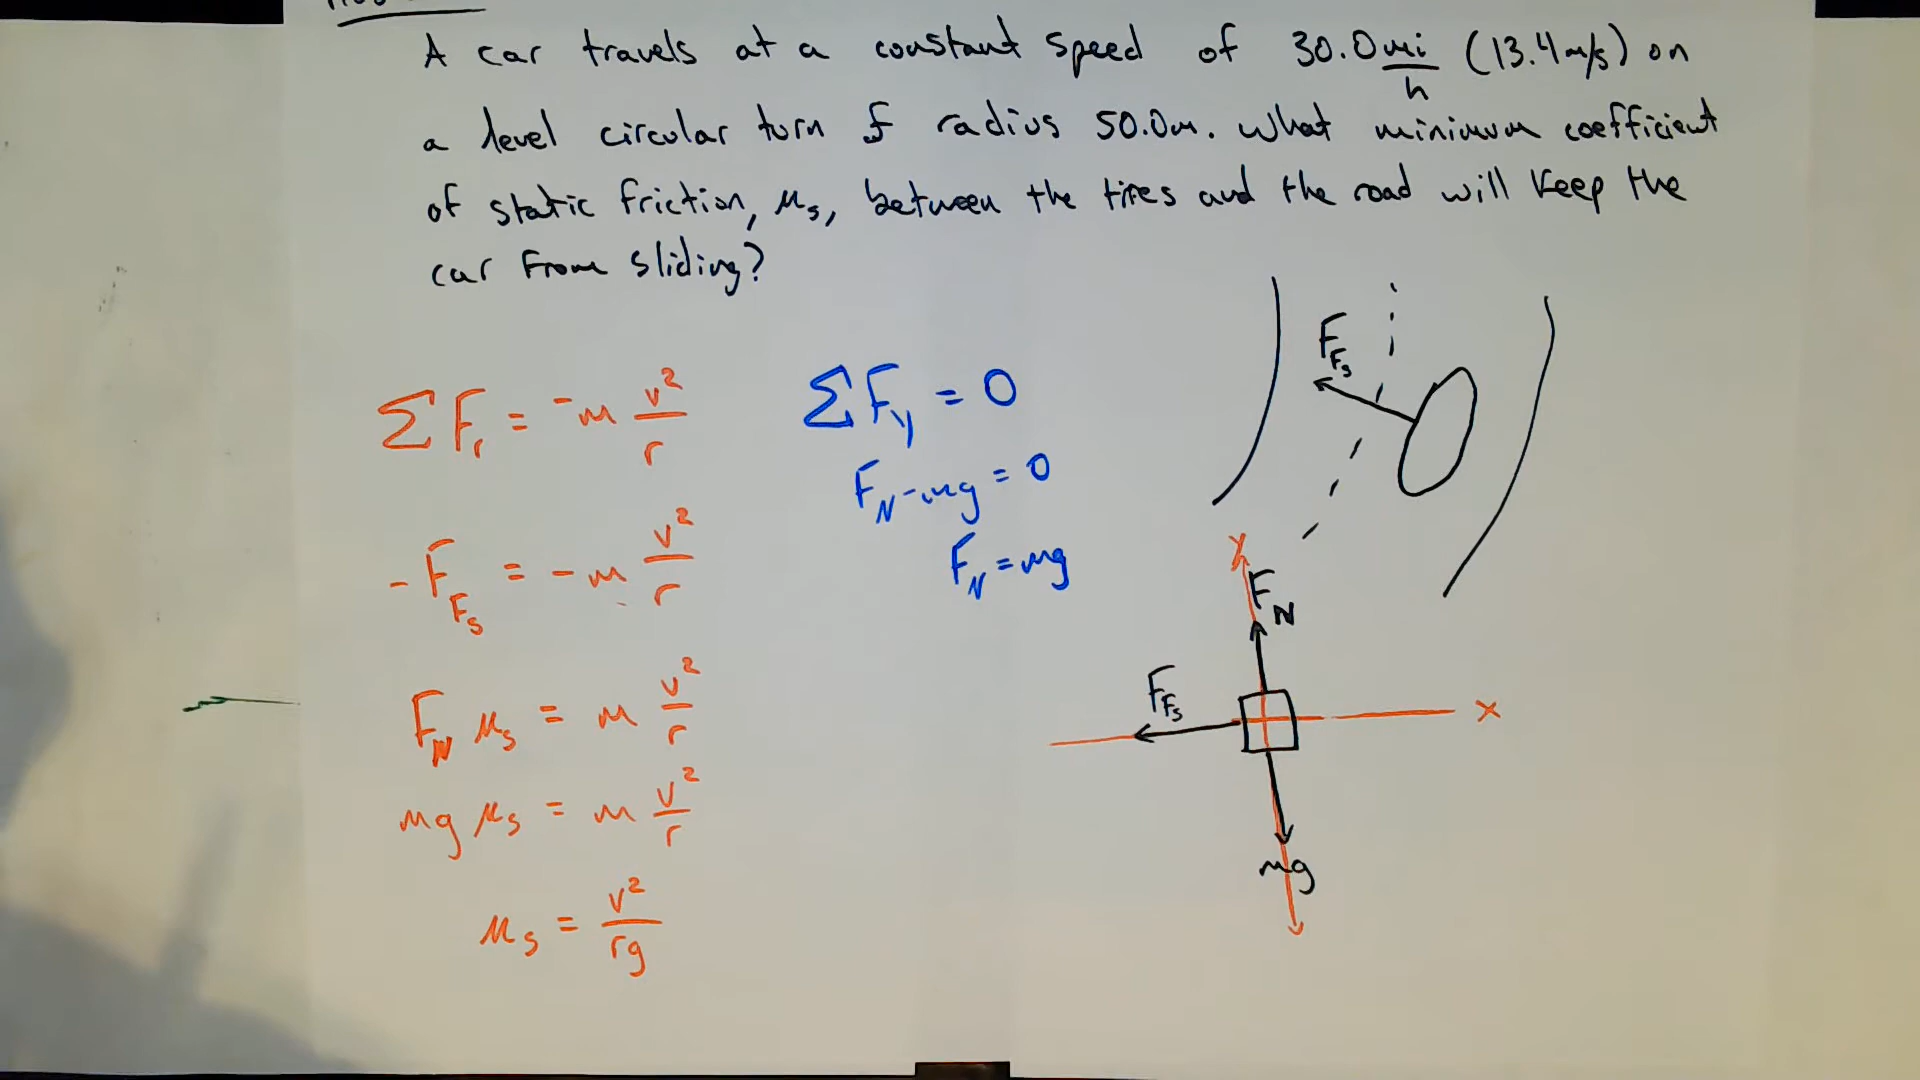 A car travels at a constant speed of 30.0 mi/h (13.4 m/s) on
a level circular turn of radius 50.0m. What minimum coefficient
of static friction, μs, between the tires and the road will keep the
car from sliding?
ΣFr = -m v²/r
-FFs = -m v²/r
FN μs = m v²/r
mg μs = m v²/r
μs = v²/rg
ΣFy = 0
FN - mg = 0
FN = mg
FFs
y
FN
FFs
x
mg